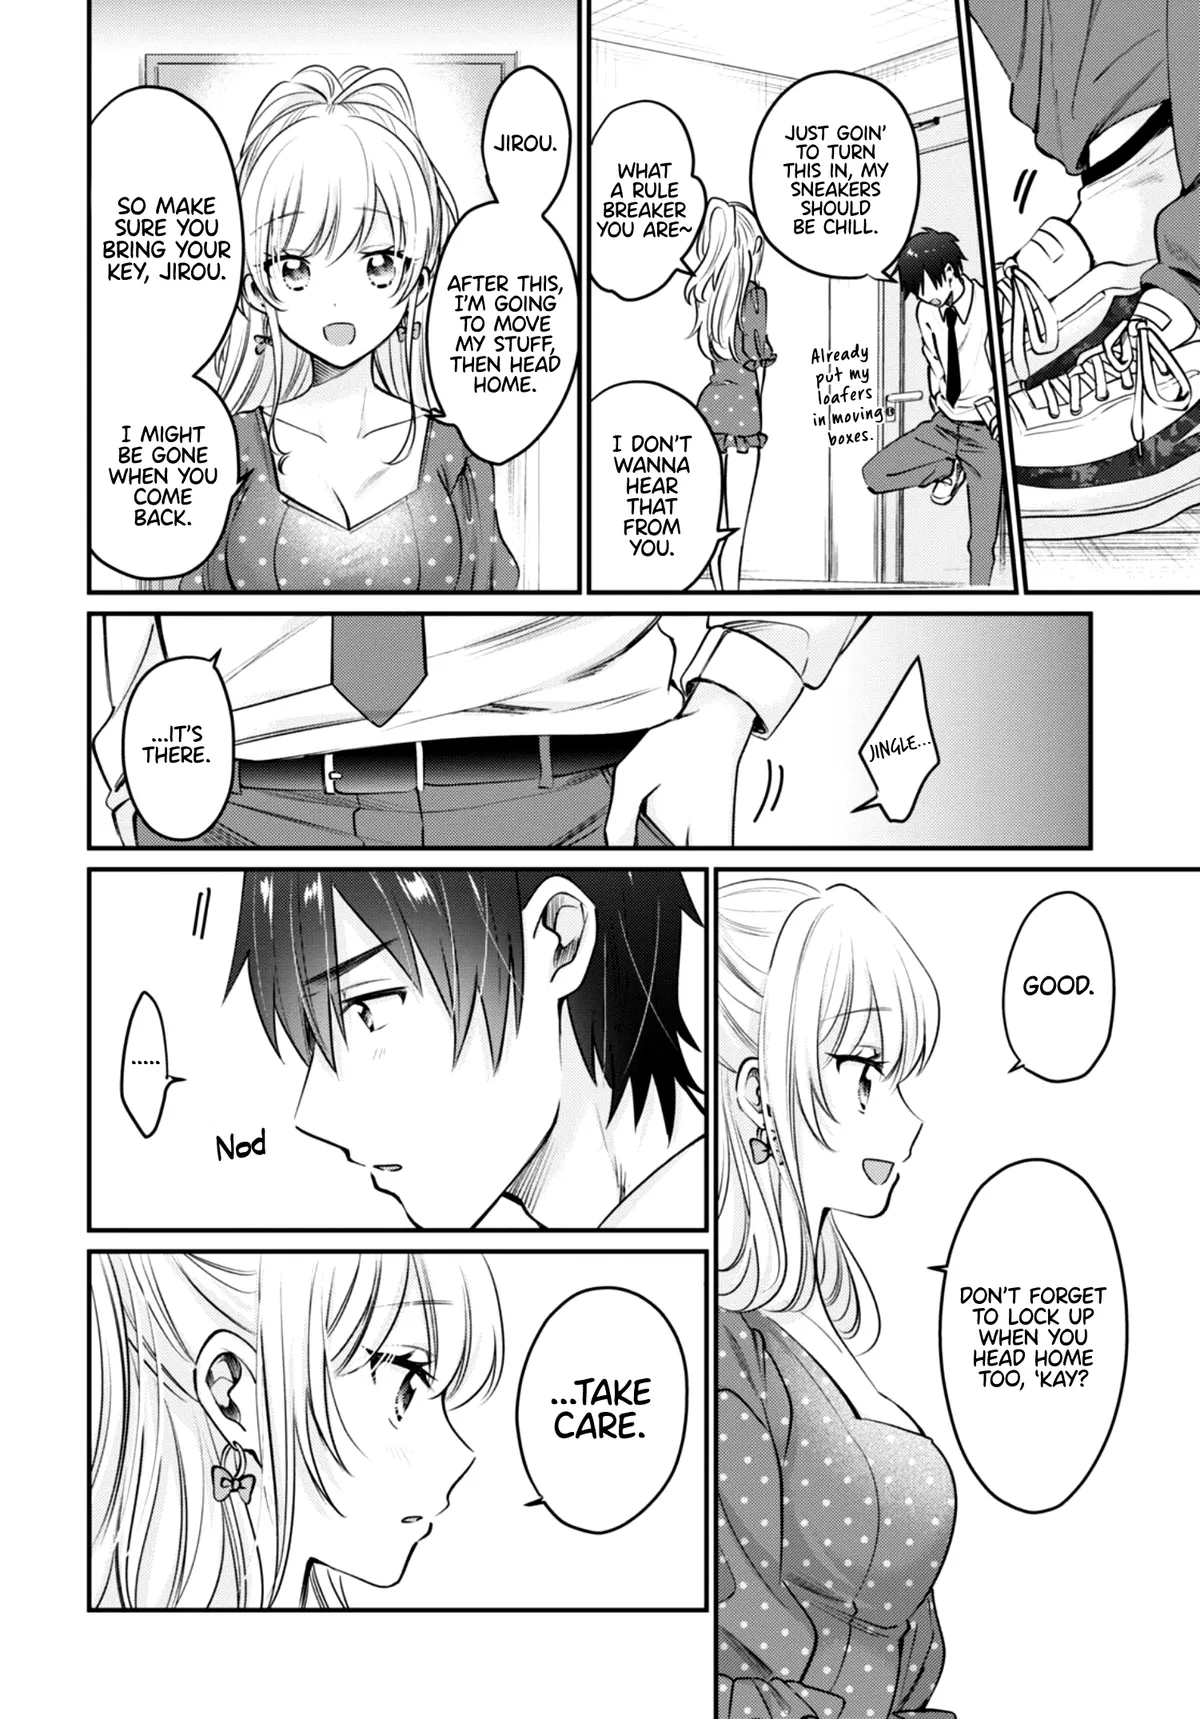 JUST GOIN'
TO TURN
THIS IN, MY
SNEAKERS
SHOULD
BE CHILL.
Already
put my
loafers
in moving
boxes.
WHAT
A RULE
BREAKER
YOU ARE~
I DON'T
WANNA
HEAR
THAT
FROM
YOU.
JIROU.
AFTER THIS,
I'M GOING
TO MOVE
MY STUFF,
THEN HEAD
HOME.
SO MAKE
SURE YOU
BRING YOUR
KEY, JIROU.
I MIGHT
BE GONE
WHEN YOU
COME
BACK.
JINGLE...
...IT'S
THERE.
GOOD.
DON'T FORGET
TO LOCK UP
WHEN YOU
HEAD HOME
TOO, 'KAY?
.....
Nod
...TAKE
CARE.